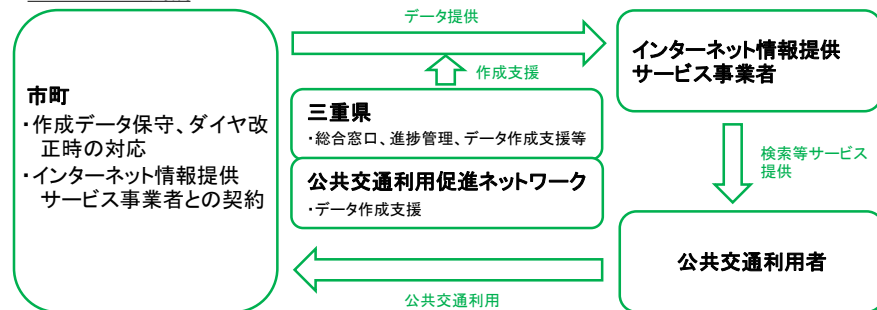 データ提供
市町
・作成データ保守、ダイヤ改
正時の対応
・インターネット情報提供
サービス事業者との契約
作成支援
三重県
・総合窓口、進捗管理、データ作成支援等
公共交通利用促進ネットワーク
・データ作成支援
インターネット情報提供
サービス事業者
検索等サービス
提供
公共交通利用者
公共交通利用